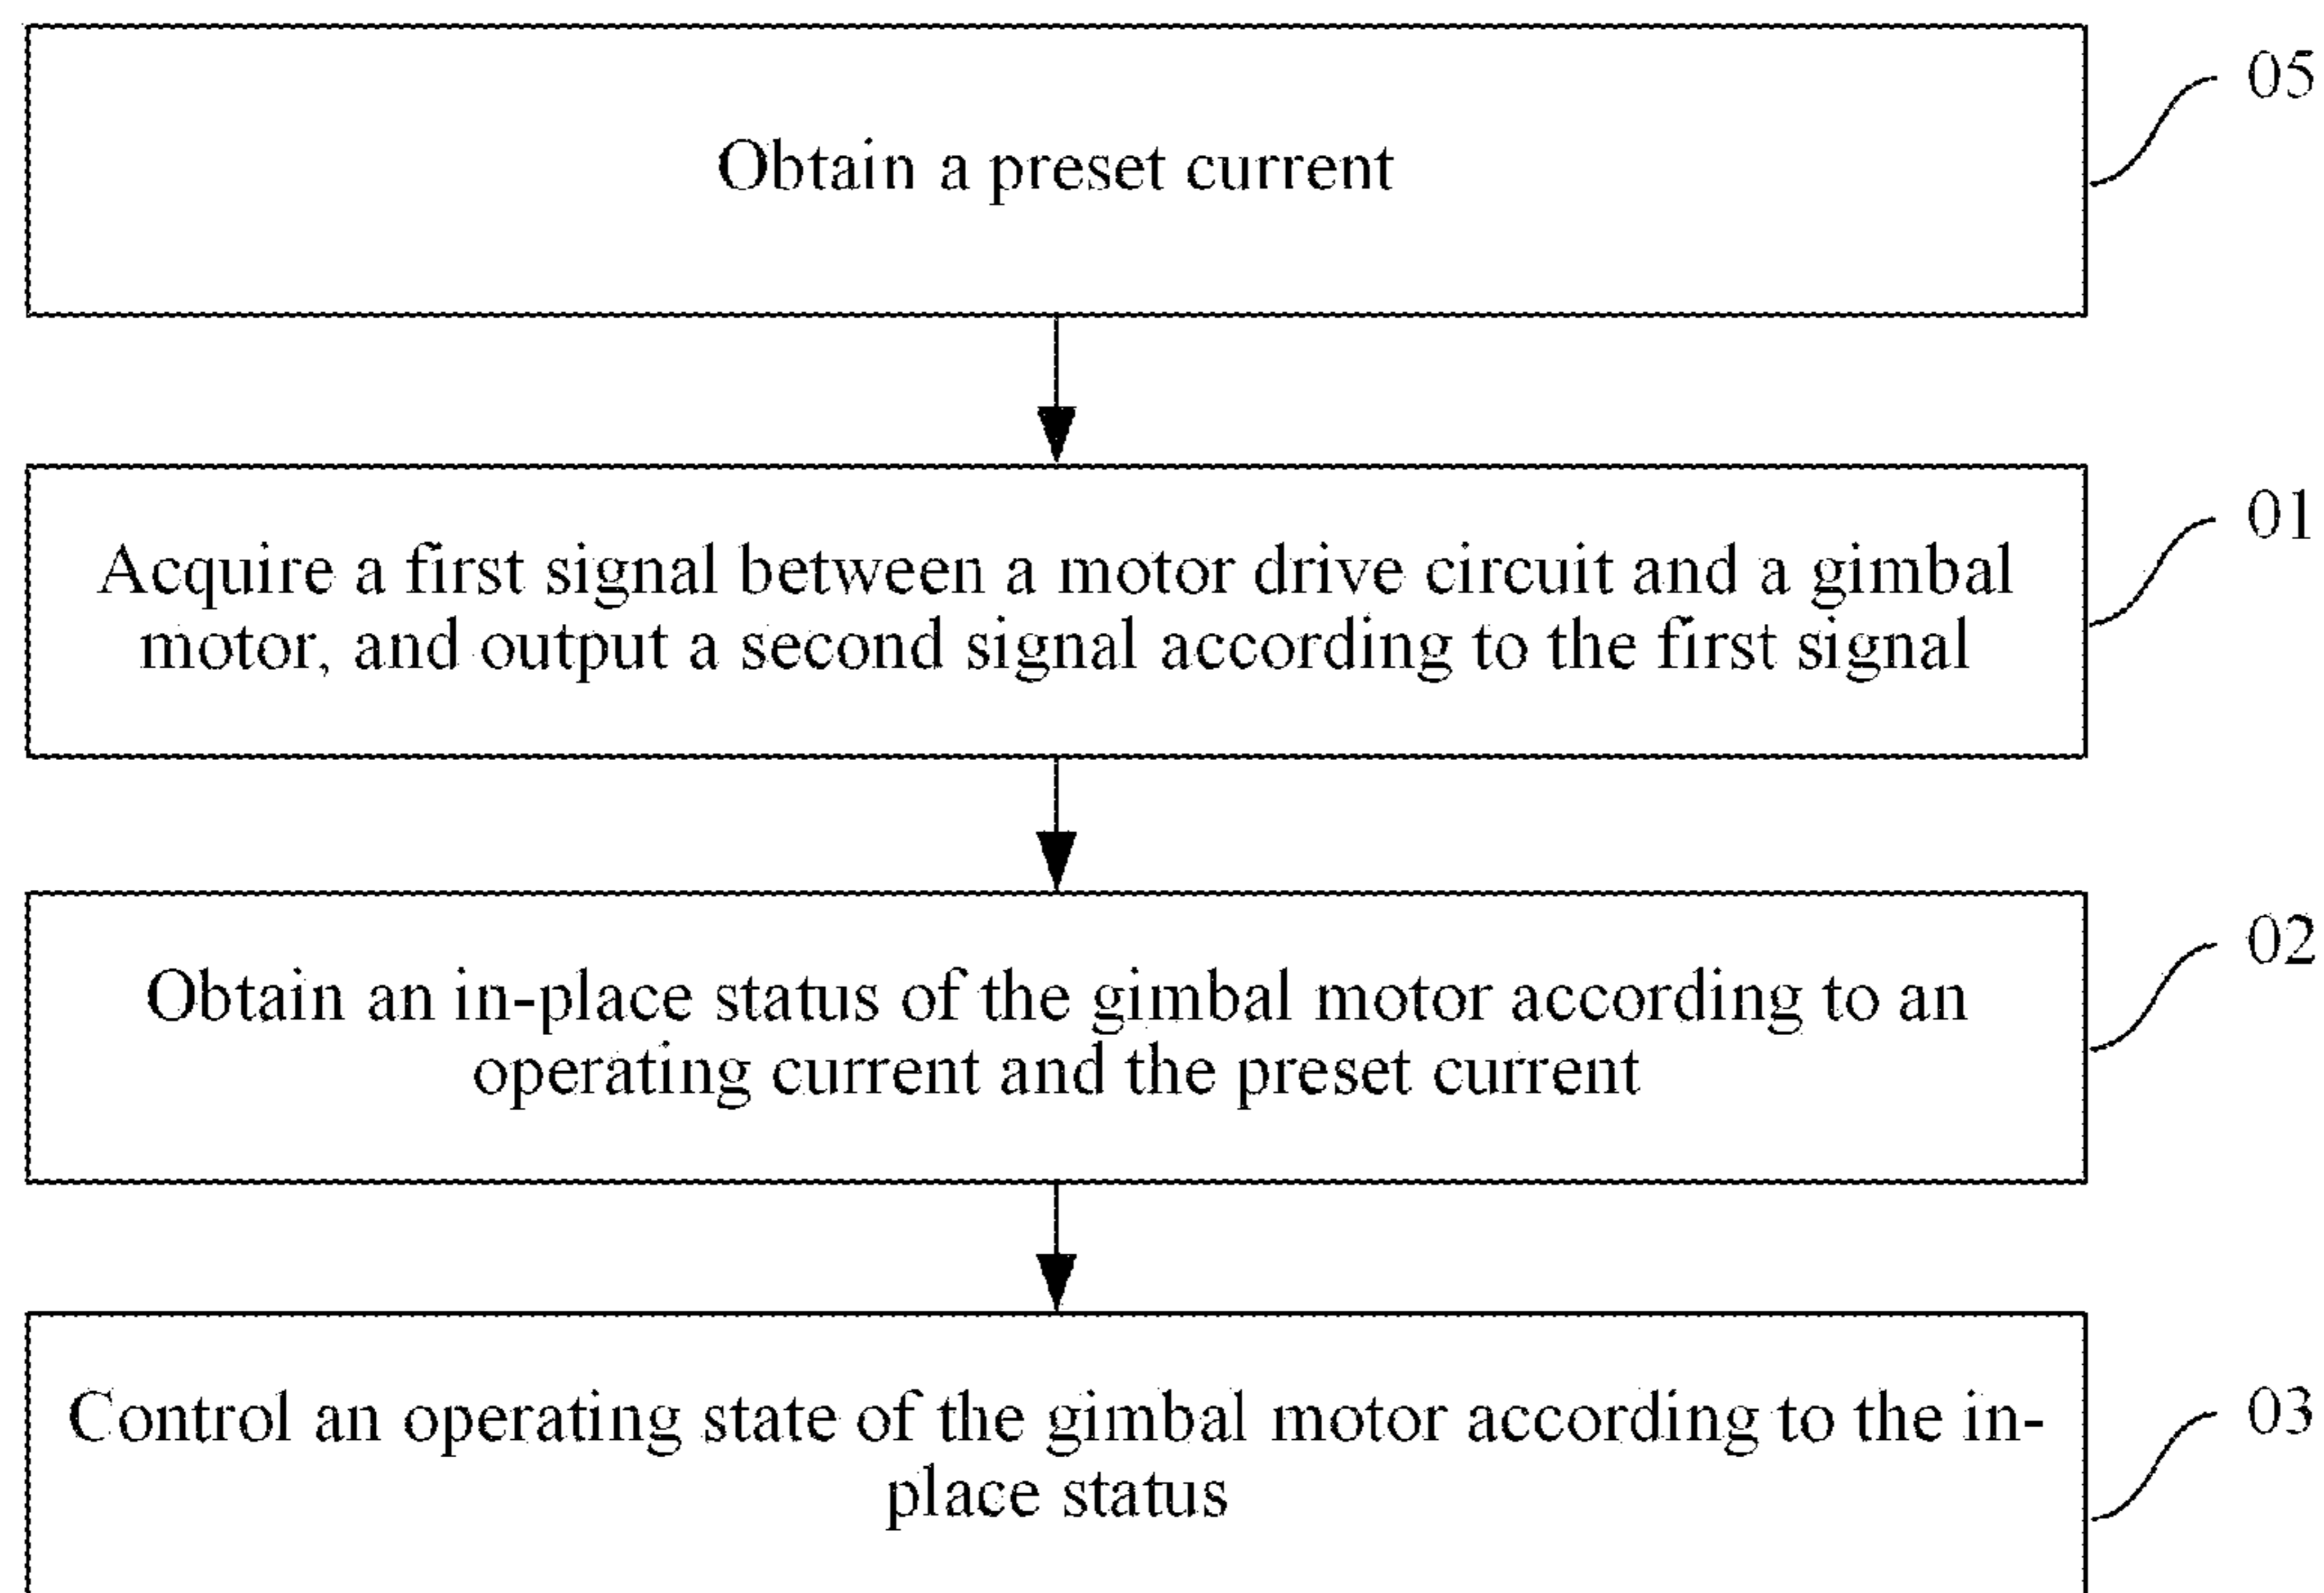 Obtain a preset current
05
Acquire a first signal between a motor drive circuit and a gimbal
motor, and output a second signal according to the first signal
01
Obtain an in-place status of the gimbal motor according to an
operating current and the preset current
02
Control an operating state of the gimbal motor according to the in-
place status
03